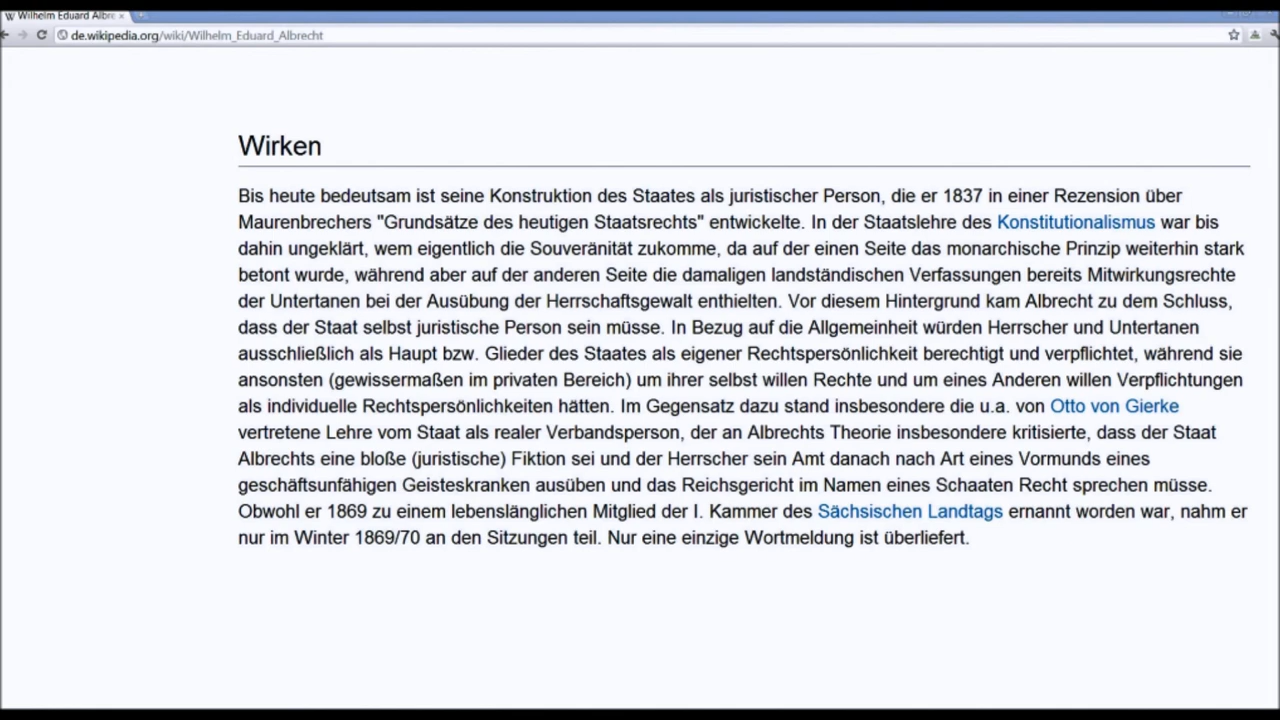 Wilhelm Eduard Albre
de.wikipedia.org/wiki/Wilhelm_Eduard_Albrecht
Wirken
Bis heute bedeutsam ist seine Konstruktion des Staates als juristischer Person, die er 1837 in einer Rezension über
Maurenbrechers "Grundsätze des heutigen Staatsrechts" entwickelte. In der Staatslehre des Konstitutionalismus war bis
dahin ungeklärt, wem eigentlich die Souveränität zukomme, da auf der einen Seite das monarchische Prinzip weiterhin stark
betont wurde, während aber auf der anderen Seite die damaligen landständischen Verfassungen bereits Mitwirkungsrechte
der Untertanen bei der Ausübung der Herrschaftsgewalt enthielten. Vor diesem Hintergrund kam Albrecht zu dem Schluss,
dass der Staat selbst juristische Person sein müsse. In Bezug auf die Allgemeinheit würden Herrscher und Untertanen
ausschließlich als Haupt bzw. Glieder des Staates als eigener Rechtspersönlichkeit berechtigt und verpflichtet, während sie
ansonsten (gewissermaßen im privaten Bereich) um ihrer selbst willen Rechte und um eines Anderen willen Verpflichtungen
als individuelle Rechtspersönlichkeiten hätten. Im Gegensatz dazu stand insbesondere die u.a. von Otto von Gierke
vertretene Lehre vom Staat als realer Verbandsperson, der an Albrechts Theorie insbesondere kritisierte, dass der Staat
Albrechts eine bloße (juristische) Fiktion sei und der Herrscher sein Amt danach nach Art eines Vormunds eines
geschäftsunfähigen Geisteskranken ausüben und das Reichsgericht im Namen eines Schaaten Recht sprechen müsse.
Obwohl er 1869 zu einem lebenslänglichen Mitglied der I. Kammer des Sächsischen Landtags ernannt worden war, nahm er
nur im Winter 1869/70 an den Sitzungen teil. Nur eine einzige Wortmeldung ist überliefert.